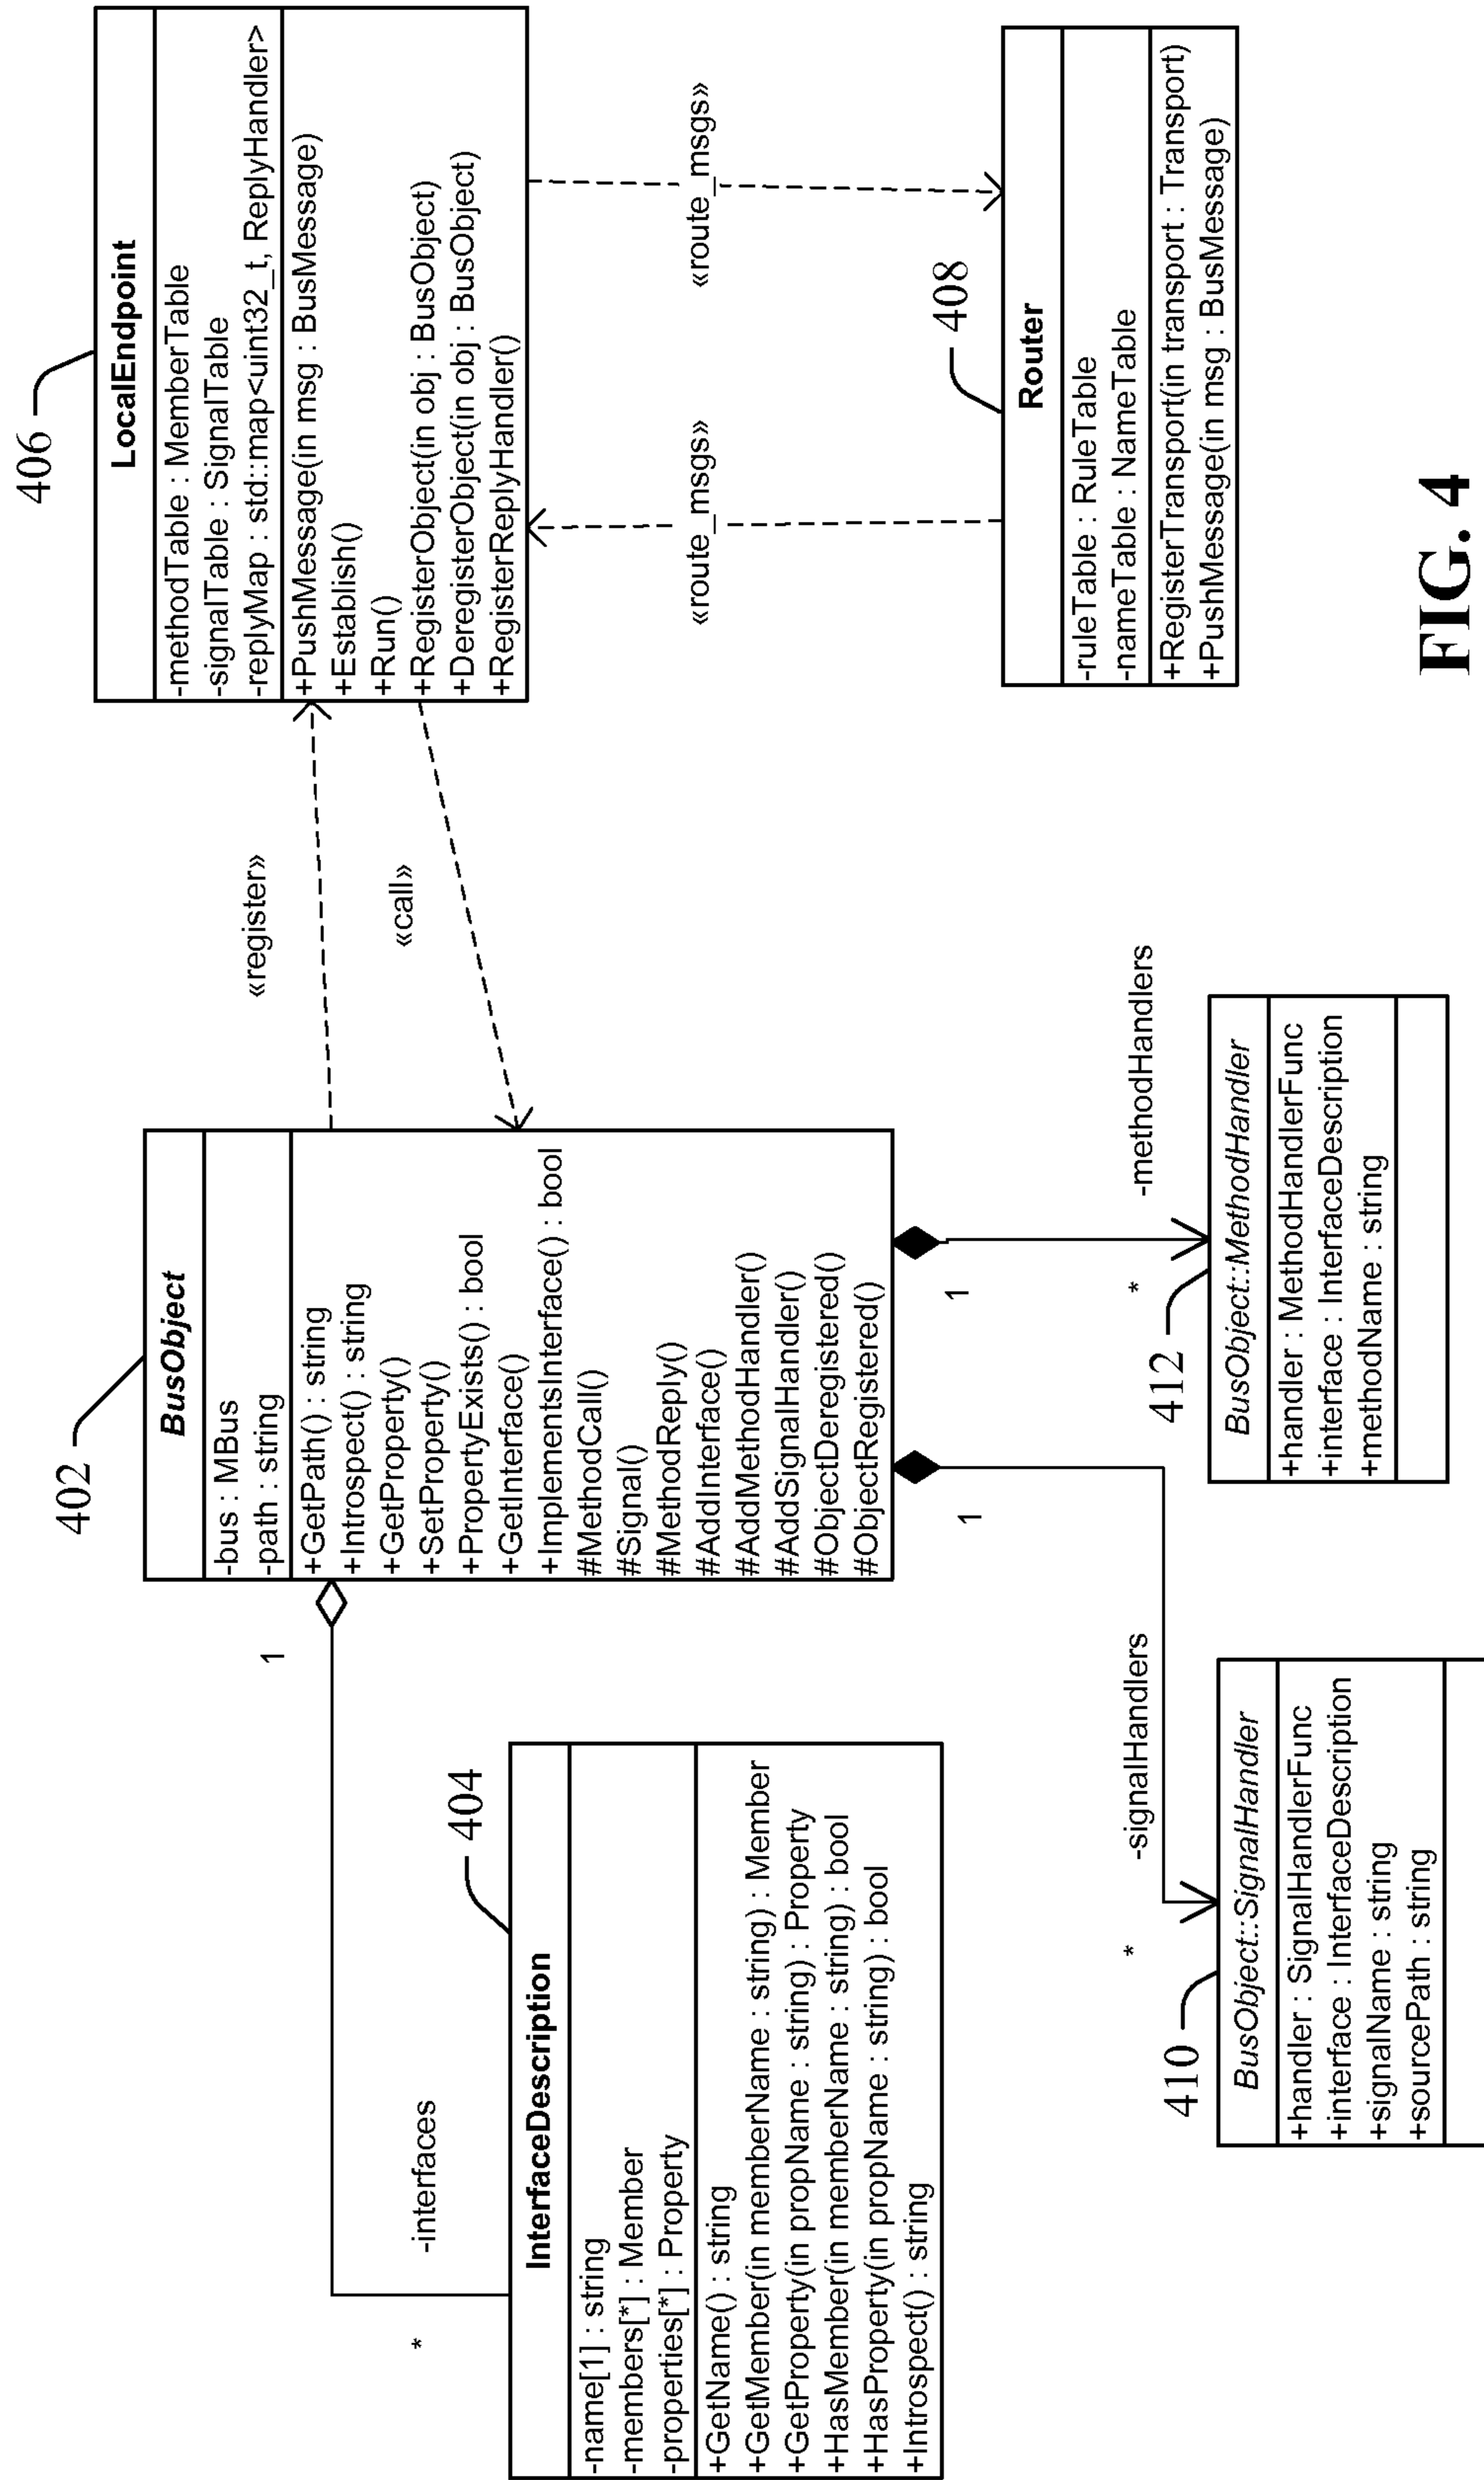 402
BusObject
-bus : MBus
-path : string
+GetPath() : string
+Introspect() : string
+GetProperty()
+SetProperty()
+PropertyExists() : bool
+GetInterface()
+ImplementsInterface() : bool
#MethodCall()
#Signal()
#MethodReply()
#AddInterface()
#AddMethodHandler()
#AddSignalHandler()
#ObjectDeregistered()
#ObjectRegistered()
1
-interfaces
*
404
InterfaceDescription
-name[1] : string
-members[*] : Member
-properties[*] : Property
+GetName() : string
+GetMember(in memberName : string) : Member
+GetProperty(in propName : string) : Property
+HasMember(in memberName : string) : bool
+HasProperty(in propName : string) : bool
+Introspect() : string
«register»
«call»
406
LocalEndpoint
-methodTable : MemberTable
-signalTable : SignalTable
-replyMap : std::map<uint32_t, ReplyHandler>
+PushMessage(in msg : BusMessage)
+Establish()
+Run()
+RegisterObject(in obj : BusObject)
+DeregisterObject(in obj : BusObject)
+RegisterReplyHandler()
«route_msgs»
«route_msgs»
408
Router
-ruleTable : RuleTable
-nameTable : NameTable
+RegisterTransport(in transport : Transport)
+PushMessage(in msg : BusMessage)
1
-signalHandlers
*
410
BusObject::SignalHandler
+handler : SignalHandlerFunc
+interface : InterfaceDescription
+signalName : string
+sourcePath : string
1
-methodHandlers
*
412
BusObject::MethodHandler
+handler : MethodHandlerFunc
+interface : InterfaceDescription
+methodName : string
FIG. 4